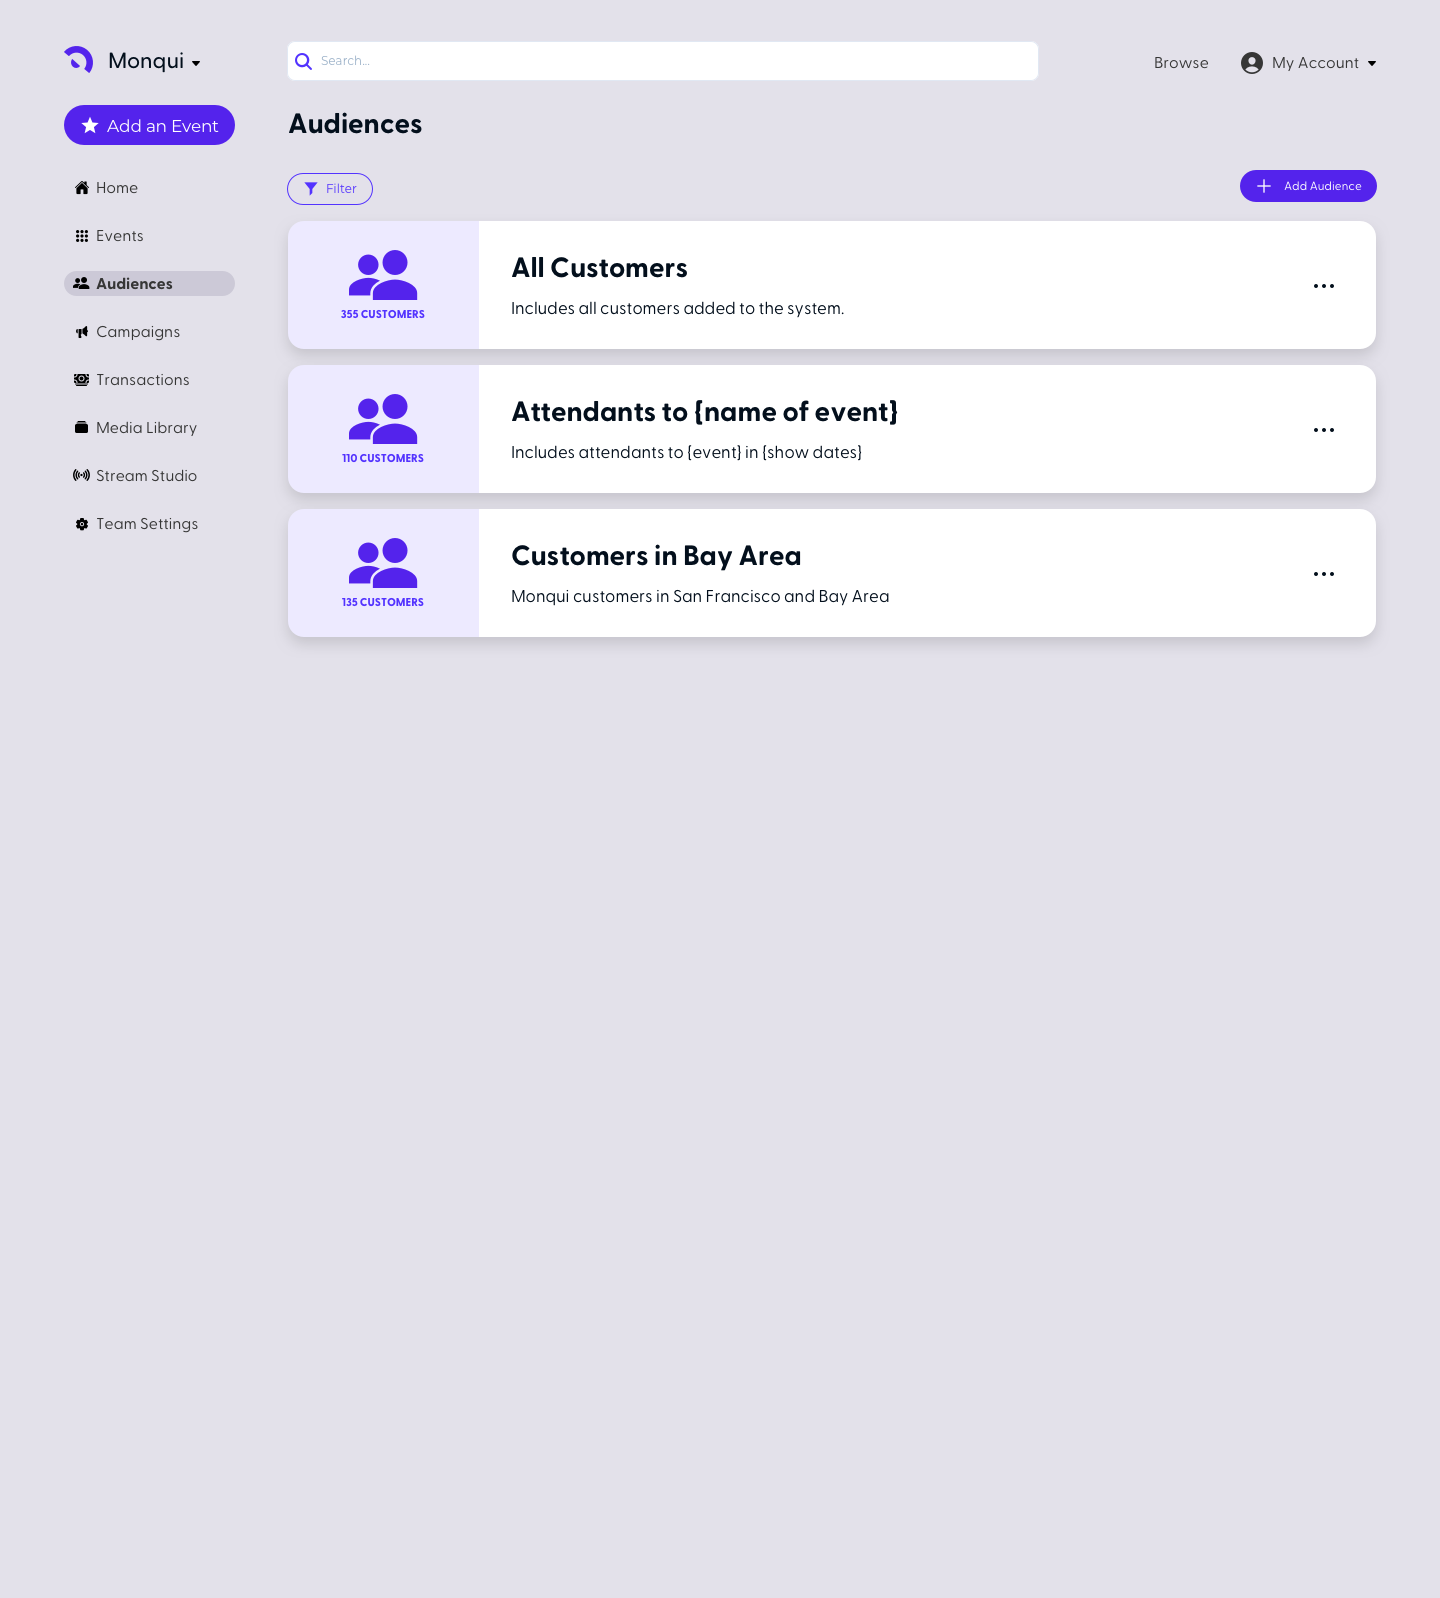 Monqui
Search...
Browse
My Account
Add an Event
Home
Events
Audiences
Campaigns
Transactions
Media Library
Stream Studio
Team Settings
Audiences
Filter
Add Audience
355 CUSTOMERS
All Customers
Includes all customers added to the system.
110 CUSTOMERS
Attendants to {name of event}
Includes attendants to {event} in {show dates}
135 CUSTOMERS
Customers in Bay Area
Monqui customers in San Francisco and Bay Area